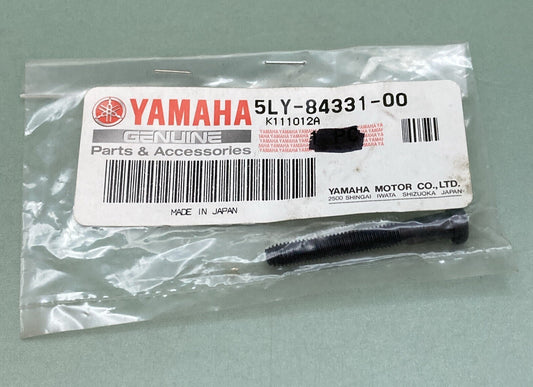 YAMAHA 5LY-84331-00
K111012A
GENUINE
Parts & Accessories
YAMAHA MOTOR CO.,LTD.
2500 SHINGAI IWATA SHIZUOKA JAPAN
MADE IN JAPAN